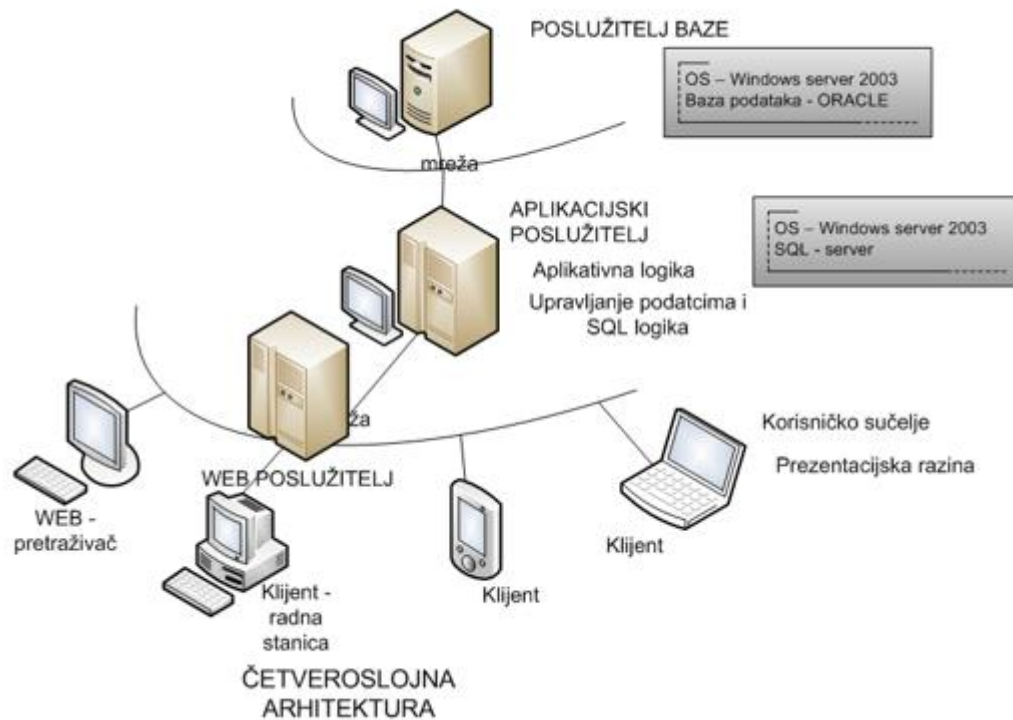 POSLUŽITELJ BAZE
OS – Windows server 2003
Baza podataka - ORACLE
mreža
APLIKACIJSKI
POSLUŽITELJ
Aplikativna logika
Upravljanje podatcima i
SQL logika
OS – Windows server 2003
SQL - server
ža
WEB POSLUŽITELJ
Korisničko sučelje
Prezentacijska razina
WEB -
pretraživač
Klijent -
radna
stanica
Klijent
Klijent
ČETVEROSLOJNA
ARHITEKTURA